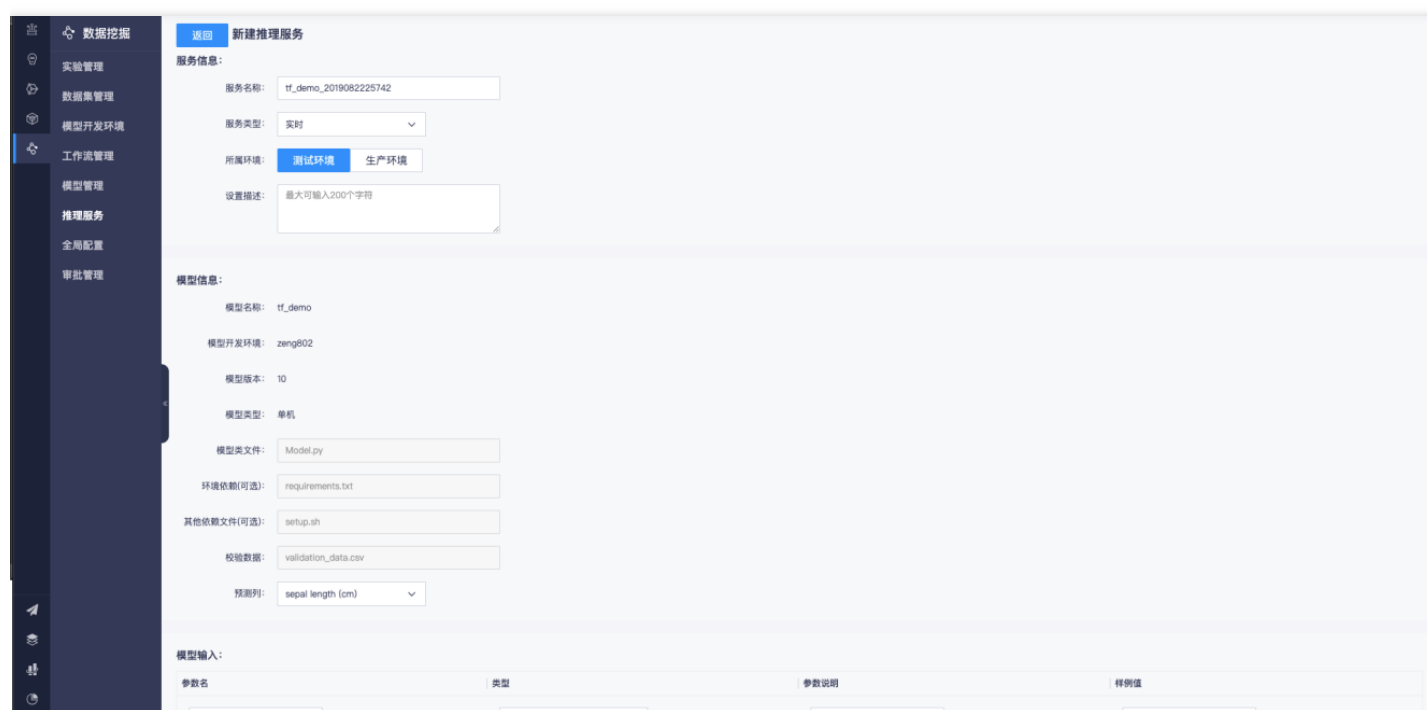 数据挖掘
实验管理
数据集管理
模型开发环境
工作流管理
模型管理
推理服务
全局配置
审批管理
返回 新建推理服务
服务信息:
服务名称: tf_demo_2019082225742
服务类型: 实时
所属环境: 测试环境 生产环境
设置描述: 最大可输入200个字符
模型信息:
模型名称: tf_demo
模型开发环境: zeng802
模型版本: 10
模型类型: 单机
模型类文件: Model.py
环境依赖(可选): requirements.txt
其他依赖文件(可选): setup.sh
校验数据: validation_data.csv
预测列: sepal length (cm)
模型输入:
参数名 类型 参数说明 样例值